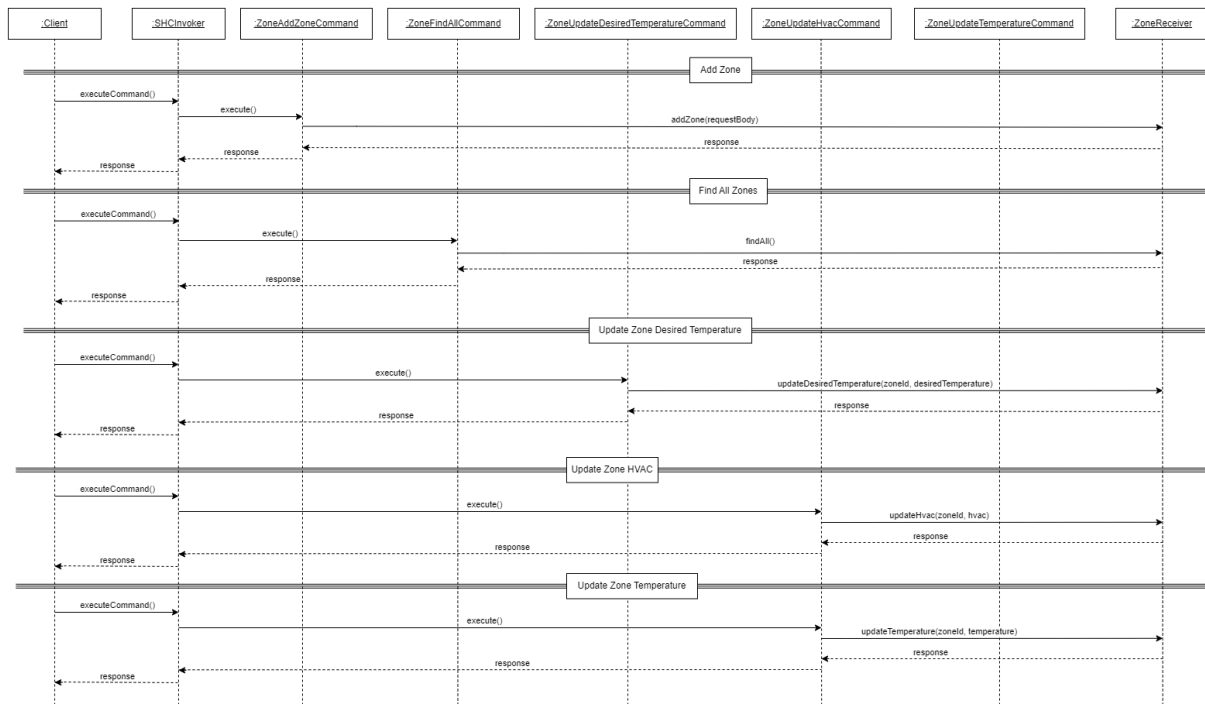 :Client
:SHCInvoker
:ZoneAddZoneCommand
:ZoneFindAllCommand
:ZoneUpdateDesiredTemperatureCommand
:ZoneUpdateHvacCommand
:ZoneUpdateTemperatureCommand
:ZoneReceiver
Add Zone
executeCommand()
execute()
addZone(requestBody)
response
response
response
Find All Zones
executeCommand()
execute()
findAll()
response
response
response
Update Zone Desired Temperature
executeCommand()
execute()
updateDesiredTemperature(zoneId, desiredTemperature)
response
response
response
Update Zone HVAC
executeCommand()
execute()
updateHvac(zoneId, hvac)
response
response
response
Update Zone Temperature
executeCommand()
execute()
updateTemperature(zoneId, temperature)
response
response
response